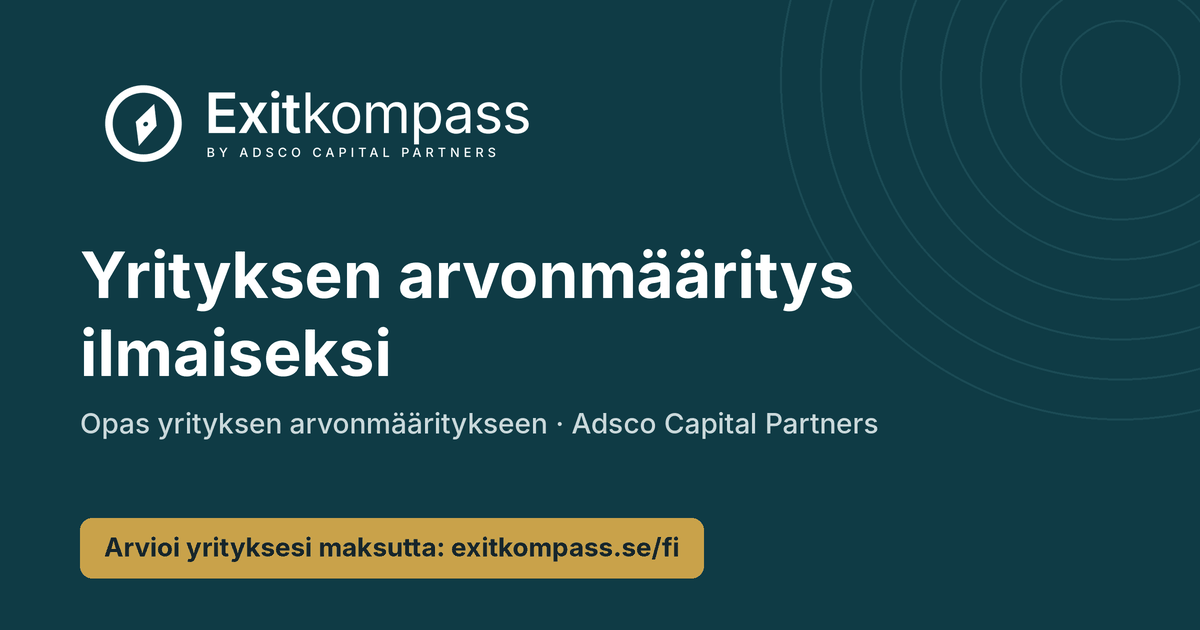 Exitkompass
BY ADSCO CAPITAL PARTNERS
Yrityksen arvonmääritys
ilmaiseksi
Opas yrityksen arvonmääritykseen · Adsco Capital Partners
Arvioi yrityksesi maksutta: exitkompass.se/fi